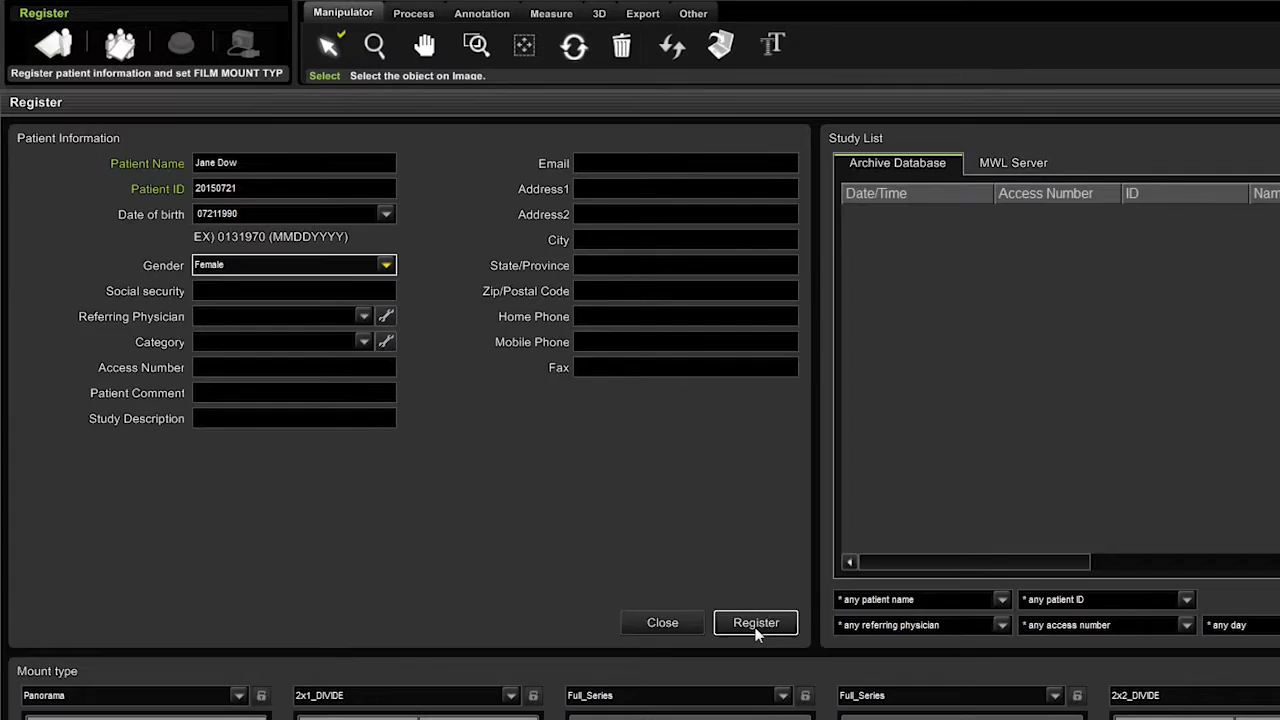 Register
Manipulator Process Annotation Measure 3D Export Other
Register patient information and set FILM MOUNT TYP
Select Select the object on Image.
Register
Patient Information
Patient Name Jane Dow
Patient ID 20150721
Date of birth 07211990
EX) 0131970 (MMDDYYYY)
Gender Female
Social security
Referring Physician
Category
Access Number
Patient Comment
Study Description
Email
Address1
Address2
City
State/Province
Zip/Postal Code
Home Phone
Mobile Phone
Fax
Close Register
Study List
Archive Database MWL Server
Date/Time Access Number ID Nam
* any patient name * any patient ID
* any referring physician * any access number * any day
Mount type
Panorama 2x1_DIVIDE Full_Series Full_Series 2x2_DIVIDE